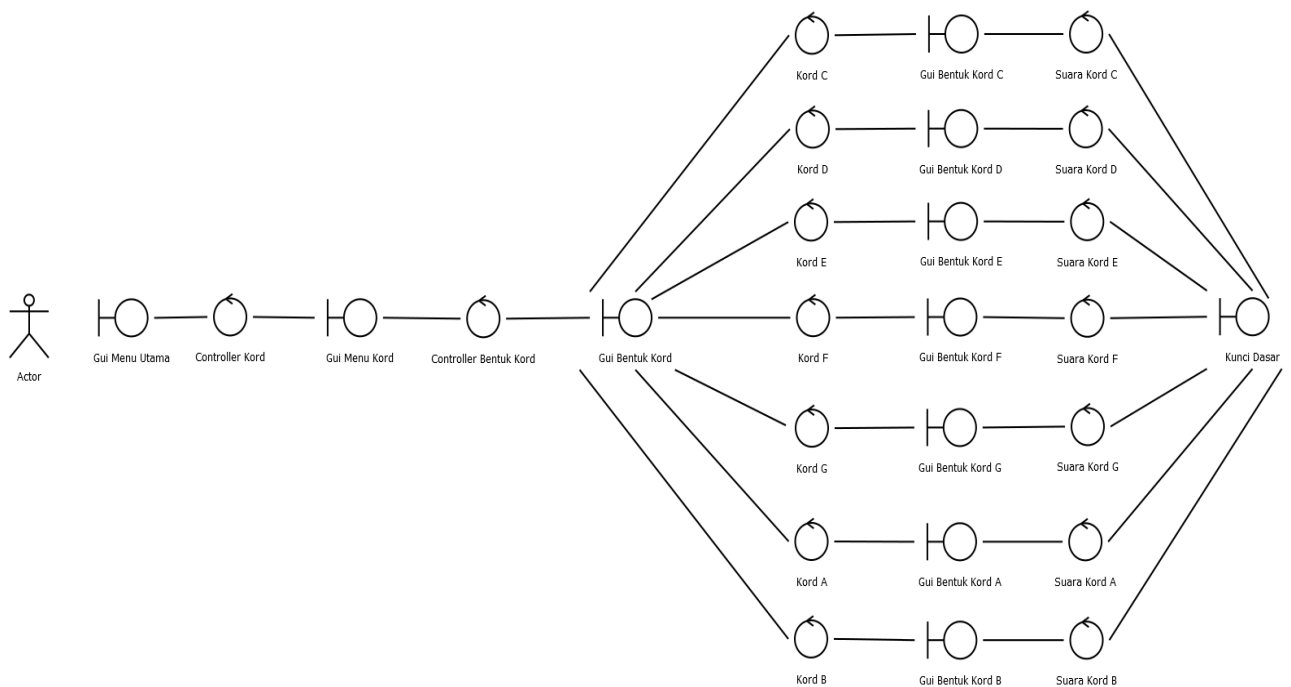 Kord C
Gui Bentuk Kord C
Suara Kord C
Kord D
Gui Bentuk Kord D
Suara Kord D
Kord E
Gui Bentuk Kord E
Suara Kord E
Actor
Gui Menu Utama
Controller Kord
Gui Menu Kord
Controller Bentuk Kord
Gui Bentuk Kord
Kord F
Gui Bentuk Kord F
Suara Kord F
Kunci Dasar
Kord G
Gui Bentuk Kord G
Suara Kord G
Kord A
Gui Bentuk Kord A
Suara Kord A
Kord B
Gui Bentuk Kord B
Suara Kord B